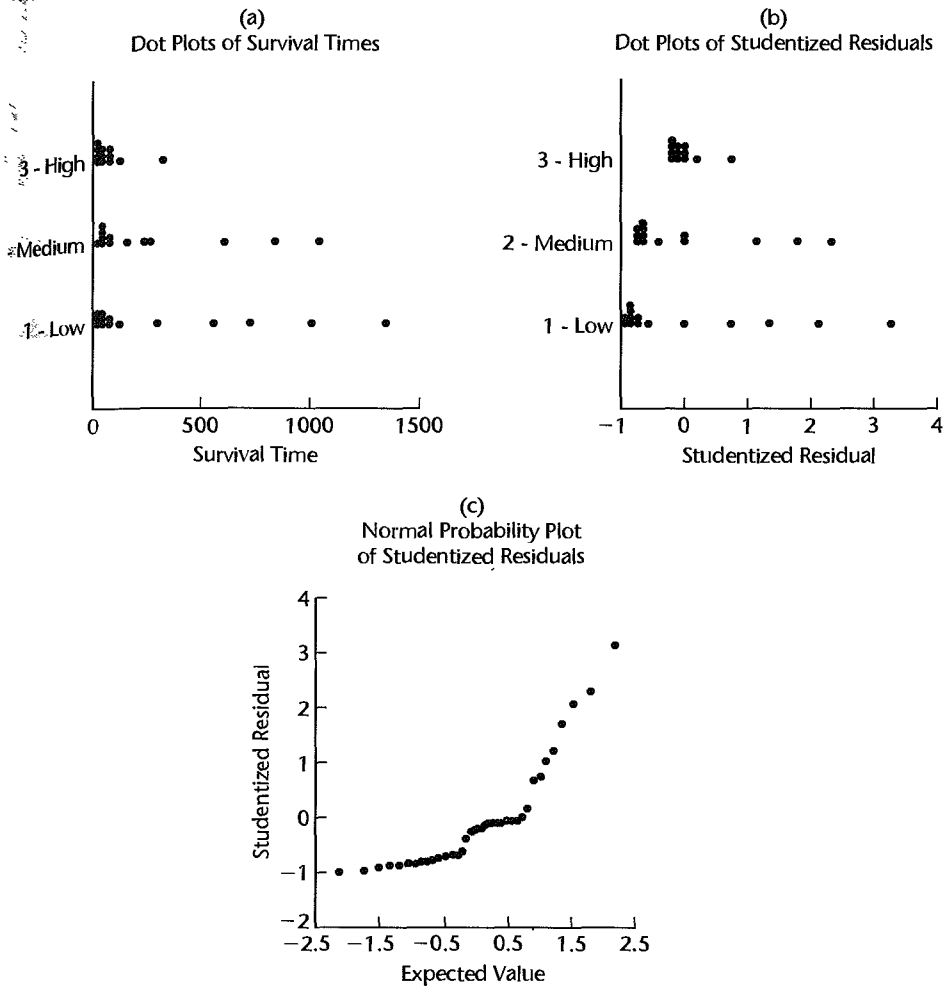 (a)
Dot Plots of Survival Times
3 - High
Medium
1 - Low
0 500 1000 1500
Survival Time
(b)
Dot Plots of Studentized Residuals
3 - High
2 - Medium
1 - Low
−1 0 1 2 3 4
Studentized Residual
(c)
Normal Probability Plot
of Studentized Residuals
4
3
2
1
0
−1
−2
Studentized Residual
−2.5 −1.5 −0.5 0.5 1.5 2.5
Expected Value